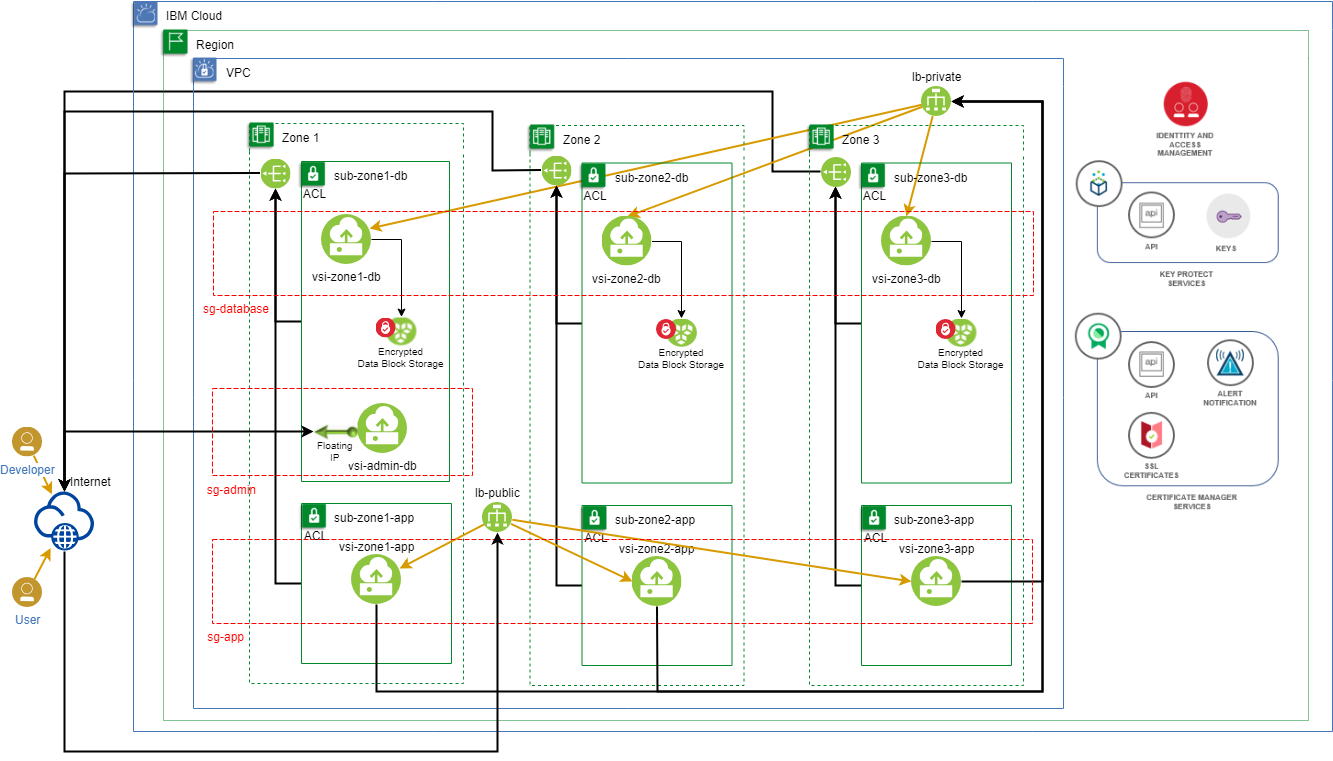 IBM Cloud
Region
VPC
lb-private
Zone 1
Zone 2
Zone 3
sub-zone1-db
ACL
sub-zone2-db
ACL
sub-zone3-db
ACL
vsi-zone1-db
vsi-zone2-db
vsi-zone3-db
sg-database
Encrypted
Data Block Storage
Encrypted
Data Block Storage
Encrypted
Data Block Storage
Floating
IP
vsi-admin-db
sg-admin
Developer
Internet
User
lb-public
sub-zone1-app
ACL
vsi-zone1-app
sub-zone2-app
ACL
vsi-zone2-app
sub-zone3-app
ACL
vsi-zone3-app
sg-app
IDENTTITY AND
ACCESS
MANAGEMENT
api
API
KEYS
KEY PROTECT
SERVICES
api
API
ALERT
NOTIFICATION
SSL
CERTIFICATES
CERTIFICATE MANAGER
SERVICES